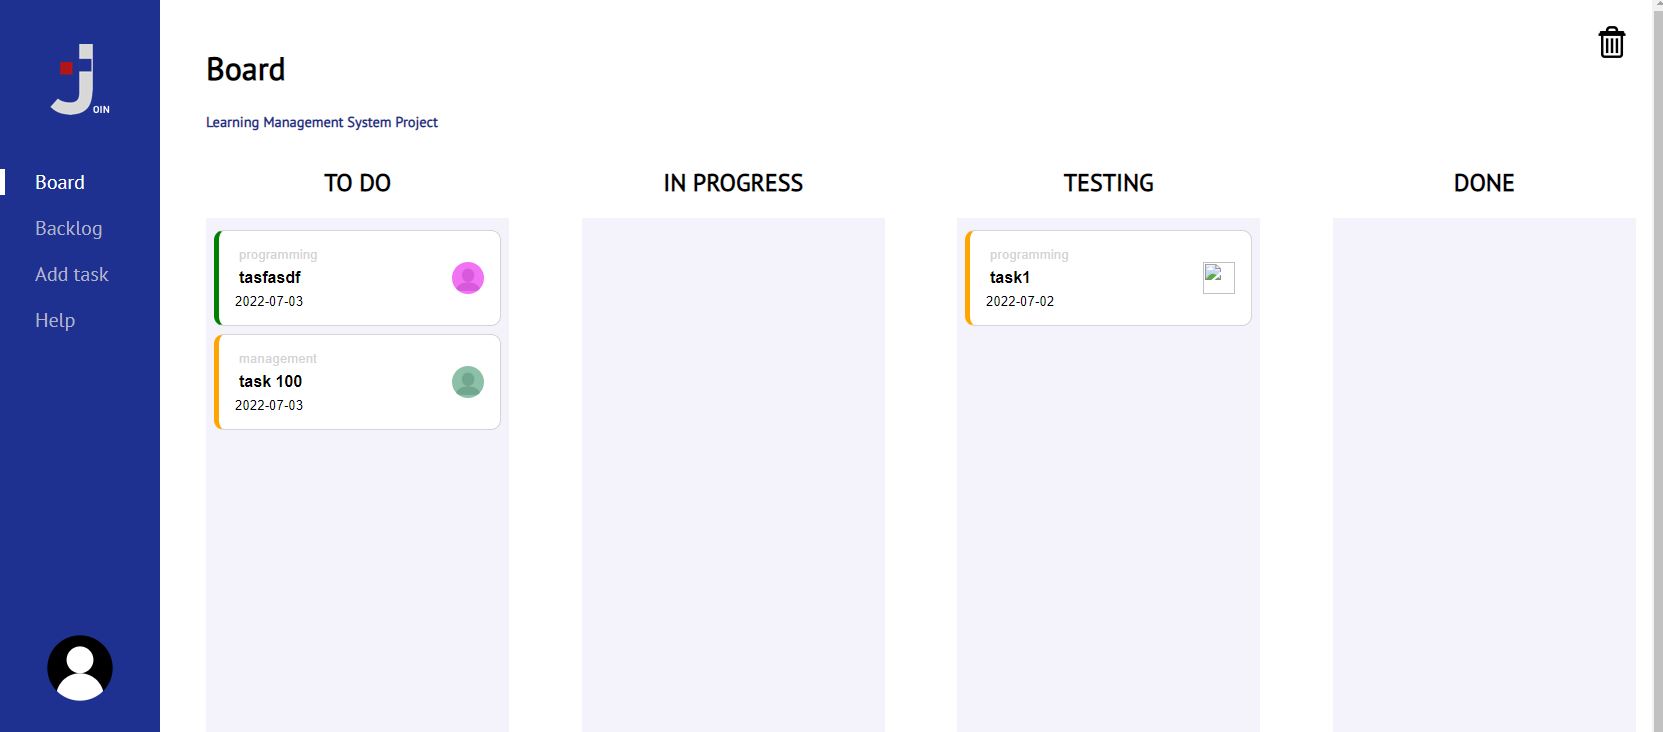 OIN
Board
Backlog
Add task
Help
Board
Learning Management System Project
TO DO
programming
tasfasdf
2022-07-03
management
task 100
2022-07-03
IN PROGRESS
TESTING
programming
task1
2022-07-02
DONE